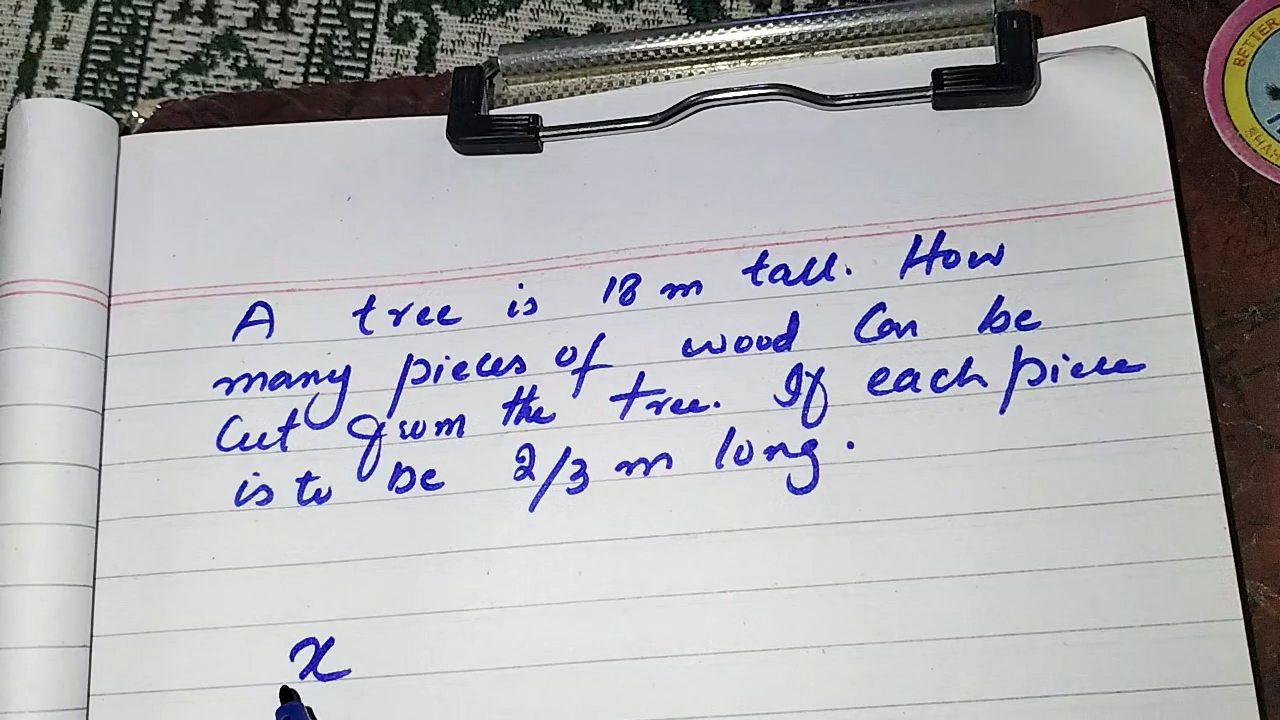 A tree is 18 m tall. How
many pieces of wood Can be
Cut from the tree. If each piece
is to be 2/3 m long.
x
BETTER